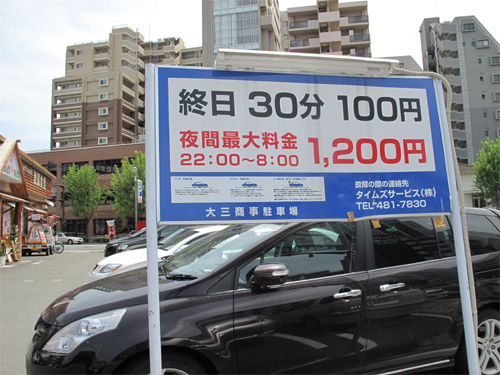 終日 30分 100円
夜間最大料金
22:00〜8:00
1,200円
故障の際の連絡先
タイムズサービス(株)
TEL481-7830
大三商事駐車場